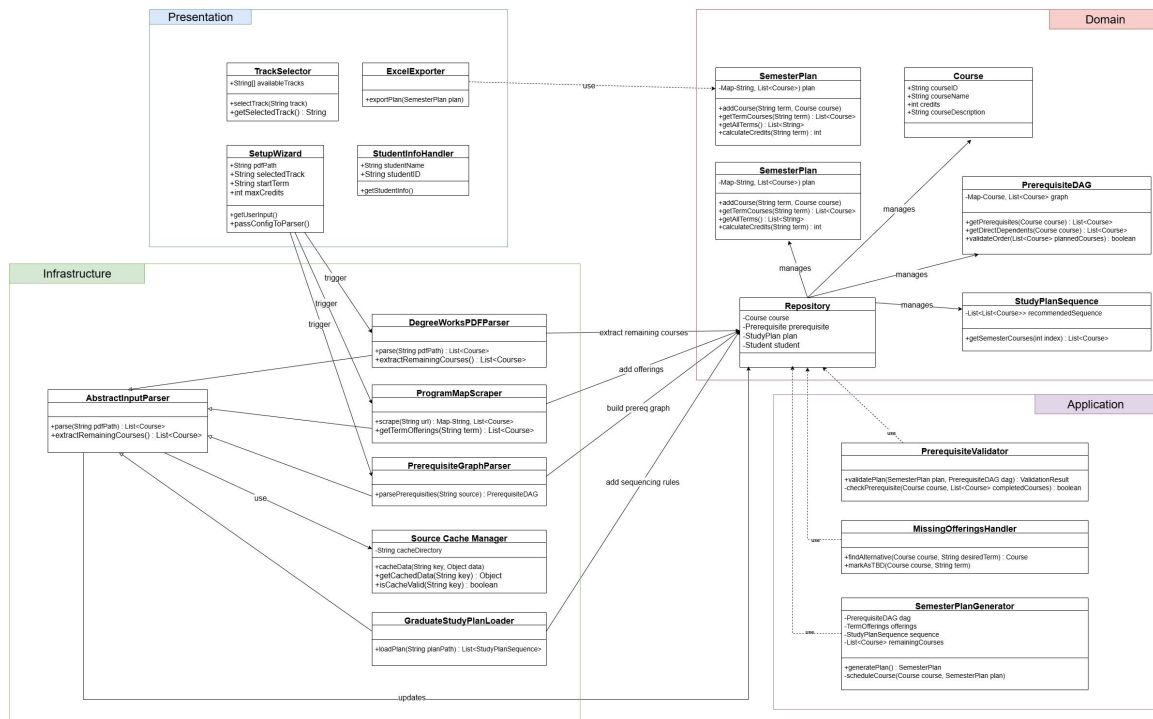 Presentation
TrackSelector
+String[] availableTracks
+selectTrack(String track)
+getSelectedTrack() : String
ExcelExporter
+exportPlan(SemesterPlan plan)
SetupWizard
+String pdfPath
+String selectedTrack
+String startTerm
+int maxCredits
+getUserInput()
+passConfigToParser()
StudentInfoHandler
+String studentName
+String studentID
+getStudentInfo()
use
Domain
SemesterPlan
-Map-String, List<Course>) plan
+addCourse(String term, Course course)
+getTermCourses(String term) : List<Course>
+getAllTerms() : List<String>
+calculateCredits(String term) : int
Course
+String courseID
+String courseName
+int credits
+String courseDescription
SemesterPlan
-Map-String, List<Course>) plan
+addCourse(String term, Course course)
+getTermCourses(String term) : List<Course>
+getAllTerms() : List<String>
+calculateCredits(String term) : int
PrerequisiteDAG
-Map-Course, List<Course> graph
+getPrerequisites(Course course) : List<Course>
+getDirectDependents(Course course) : List<Course>
+validateOrder(List<Course> plannedCourses) : boolean
manages
manages
manages
manages
Repository
-Course course
-Prerequisite prerequisite
-StudyPlan plan
-Student student
StudyPlanSequence
-List<List<Course>> recommendedSequence
+getSemesterCourses(int index) : List<Course>
Infrastructure
trigger
trigger
trigger
DegreeWorksPDFParser
+parse(String pdfPath) : List<Course>
+extractRemainingCourses() : List<Course>
extract remaining courses
ProgramMapScraper
+scrape(String url) : Map-String, List<Course>
+getTermOfferings(String term) : List<Course>
add offerings
AbstractInputParser
+parse(String pdfPath) : List<Course>
+extractRemainingCourses() : List<Course>
build prereq graph
PrerequisiteGraphParser
+parsePrerequisities(String source) : PrerequisiteDAG
add sequencing rules
use
Source Cache Manager
-String cacheDirectory
+cacheData(String key, Object data)
+getCachedData(String key) : Object
+isCacheValid(String key) : boolean
GraduateStudyPlanLoader
+loadPlan(String planPath) : List<StudyPlanSequence>
updates
Application
use
PrerequisiteValidator
+validatePlan(SemesterPlan plan, PrerequisiteDAG dag) : ValidationResult
-checkPrerequisite(Course course, List<Course> completedCourses) : boolean
MissingOfferingsHandler
use
+findAlternative(Course course, String desiredTerm) : Course
+markAsTBD(Course course, String term)
SemesterPlanGenerator
-PrerequisiteDAG dag
-TermOfferings offerings
-StudyPlanSequence sequence
-List<Course> remainingCourses
use
+generatePlan() : SemesterPlan
-scheduleCourse(Course course, SemesterPlan plan)